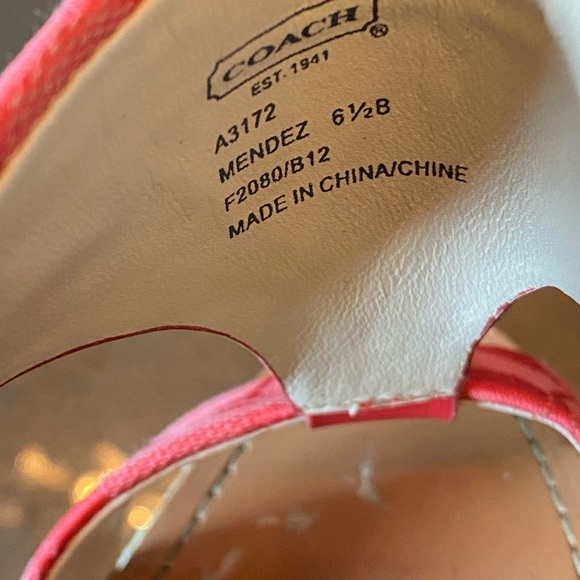 COACH®
EST. 1941
A3172
MENDEZ 6½B
F2080/B12
MADE IN CHINA/CHINE